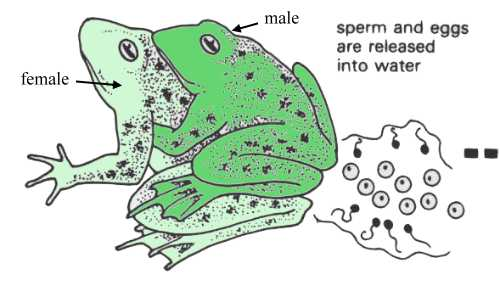 male
sperm and eggs
are released
into water
female